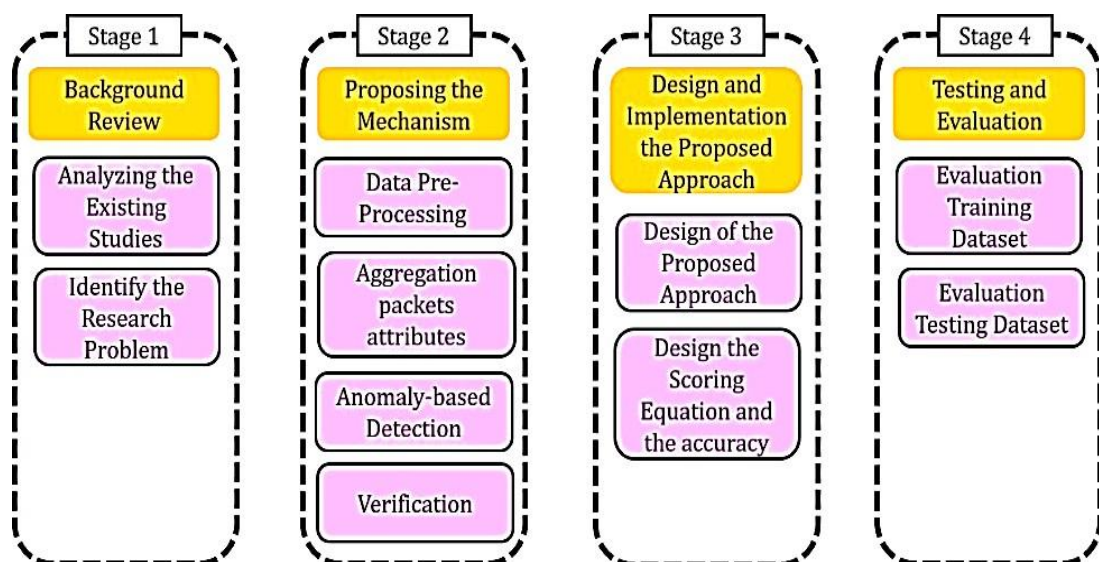 Stage 1
Background
Review
Analyzing the
Existing
Studies
Identify the
Research
Problem
Stage 2
Proposing the
Mechanism
Data Pre-
Processing
Aggregation
packets
attributes
Anomaly-based
Detection
Verification
Stage 3
Design and
Implementation
the Proposed
Approach
Design of the
Proposed
Approach
Design the
Scoring
Equation and
the accuracy
Stage 4
Testing and
Evaluation
Evaluation
Training
Dataset
Evaluation
Testing Dataset